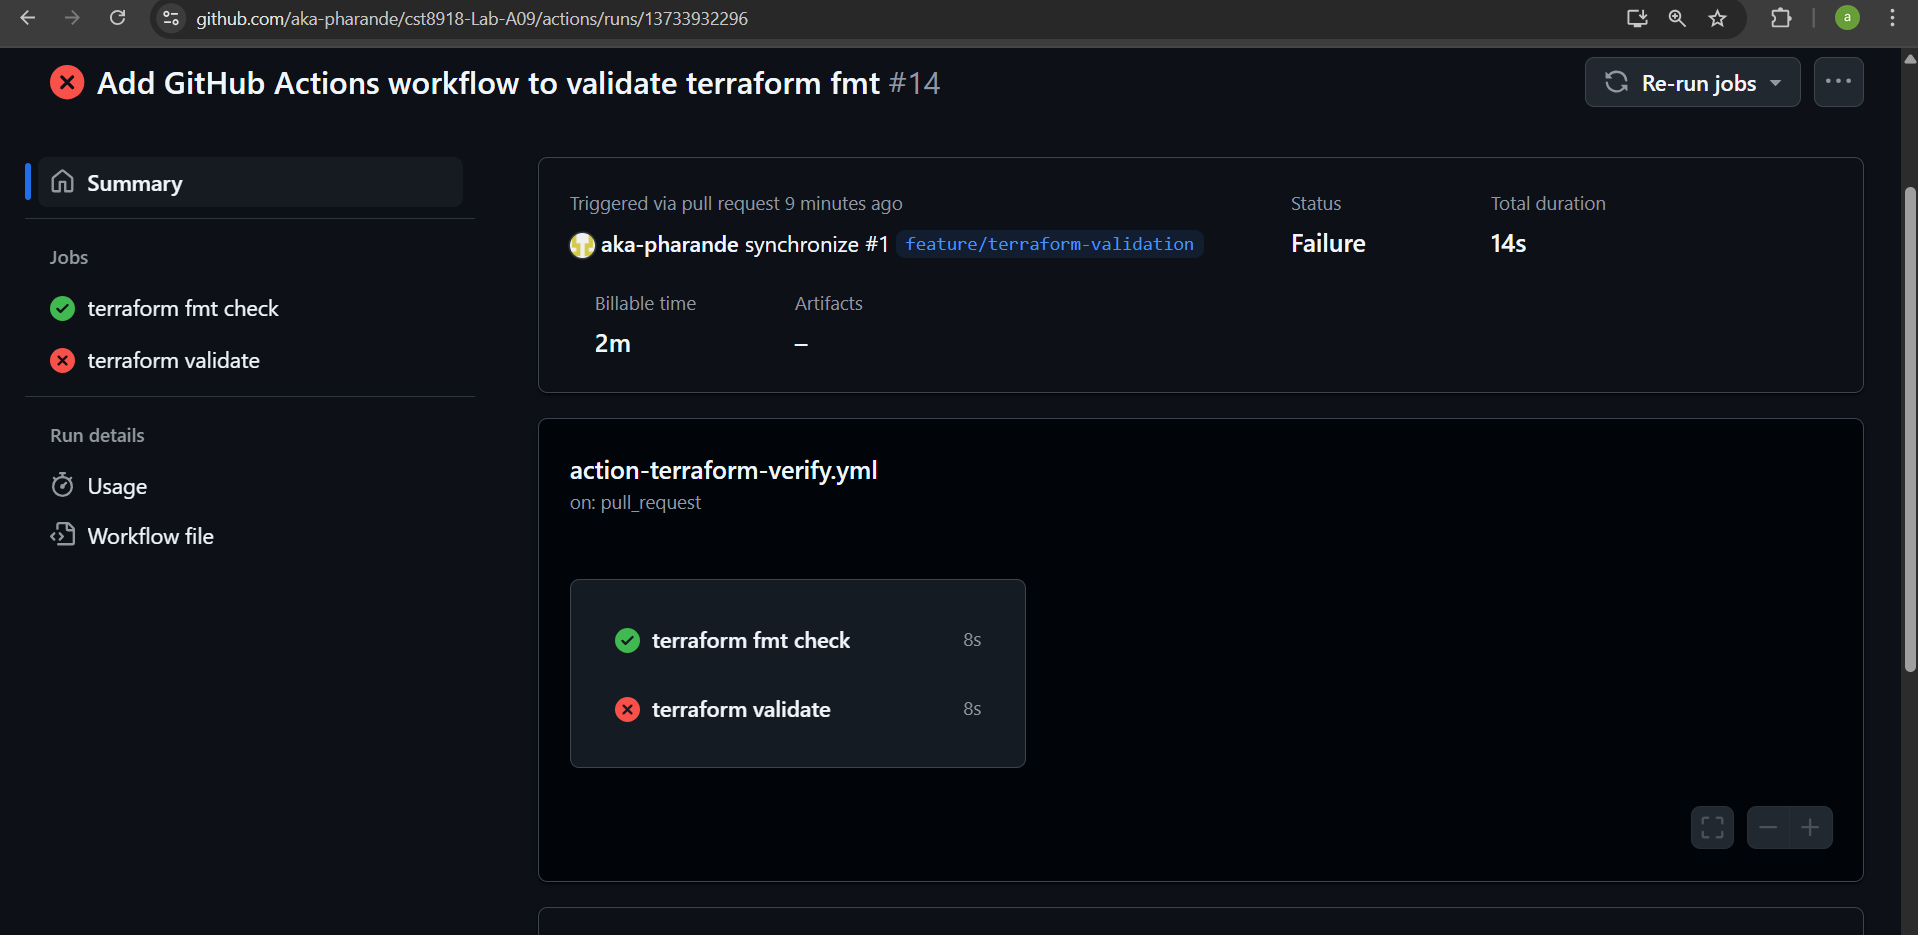 github.com/aka-pharande/cst8918-Lab-A09/actions/runs/13733932296
a
Add GitHub Actions workflow to validate terraform fmt #14
Re-run jobs
Summary
Jobs
terraform fmt check
terraform validate
Run details
Usage
Workflow file
Triggered via pull request 9 minutes ago
aka-pharande synchronize #1 feature/terraform-validation
Status
Failure
Total duration
14s
Billable time
2m
Artifacts
–
action-terraform-verify.yml
on: pull_request
terraform fmt check 8s
terraform validate 8s